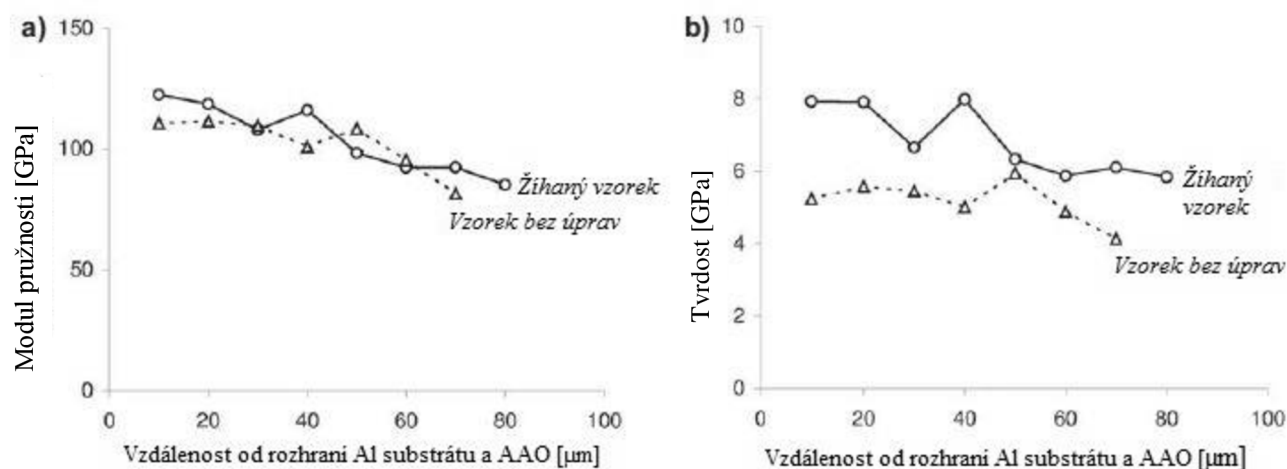 a)
150
100
50
0
0 20 40 60 80 100
Modul pružnosti [GPa]
Žíhaný vzorek
Vzorek bez úprav
Vzdálenost od rozhraní Al substrátu a AAO [μm]
b)
10
8
6
4
2
0
0 20 40 60 80 100
Tvrdost [GPa]
Žíhaný
vzorek
Vzorek bez úprav
Vzdálenost od rozhraní Al substrátu a AAO [μm]